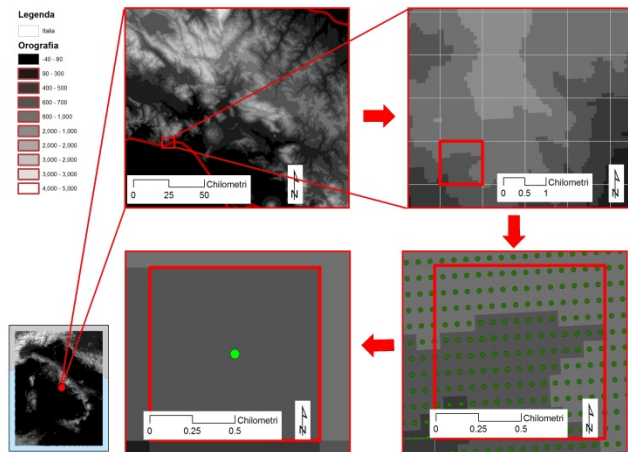 Legenda
Italia
Orografia
-40 - 80
90 - 300
400 - 500
600 - 700
800 - 1,000
2,000 - 1,000
2,000 - 2,000
3,000 - 2,000
3,000 - 3,000
4,000 - 5,000
Chilometri
0 25 50
N
Chilometri
0 0.5 1
N
Chilometri
0 0.25 0.5
N
Chilometri
0 0.25 0.5
N